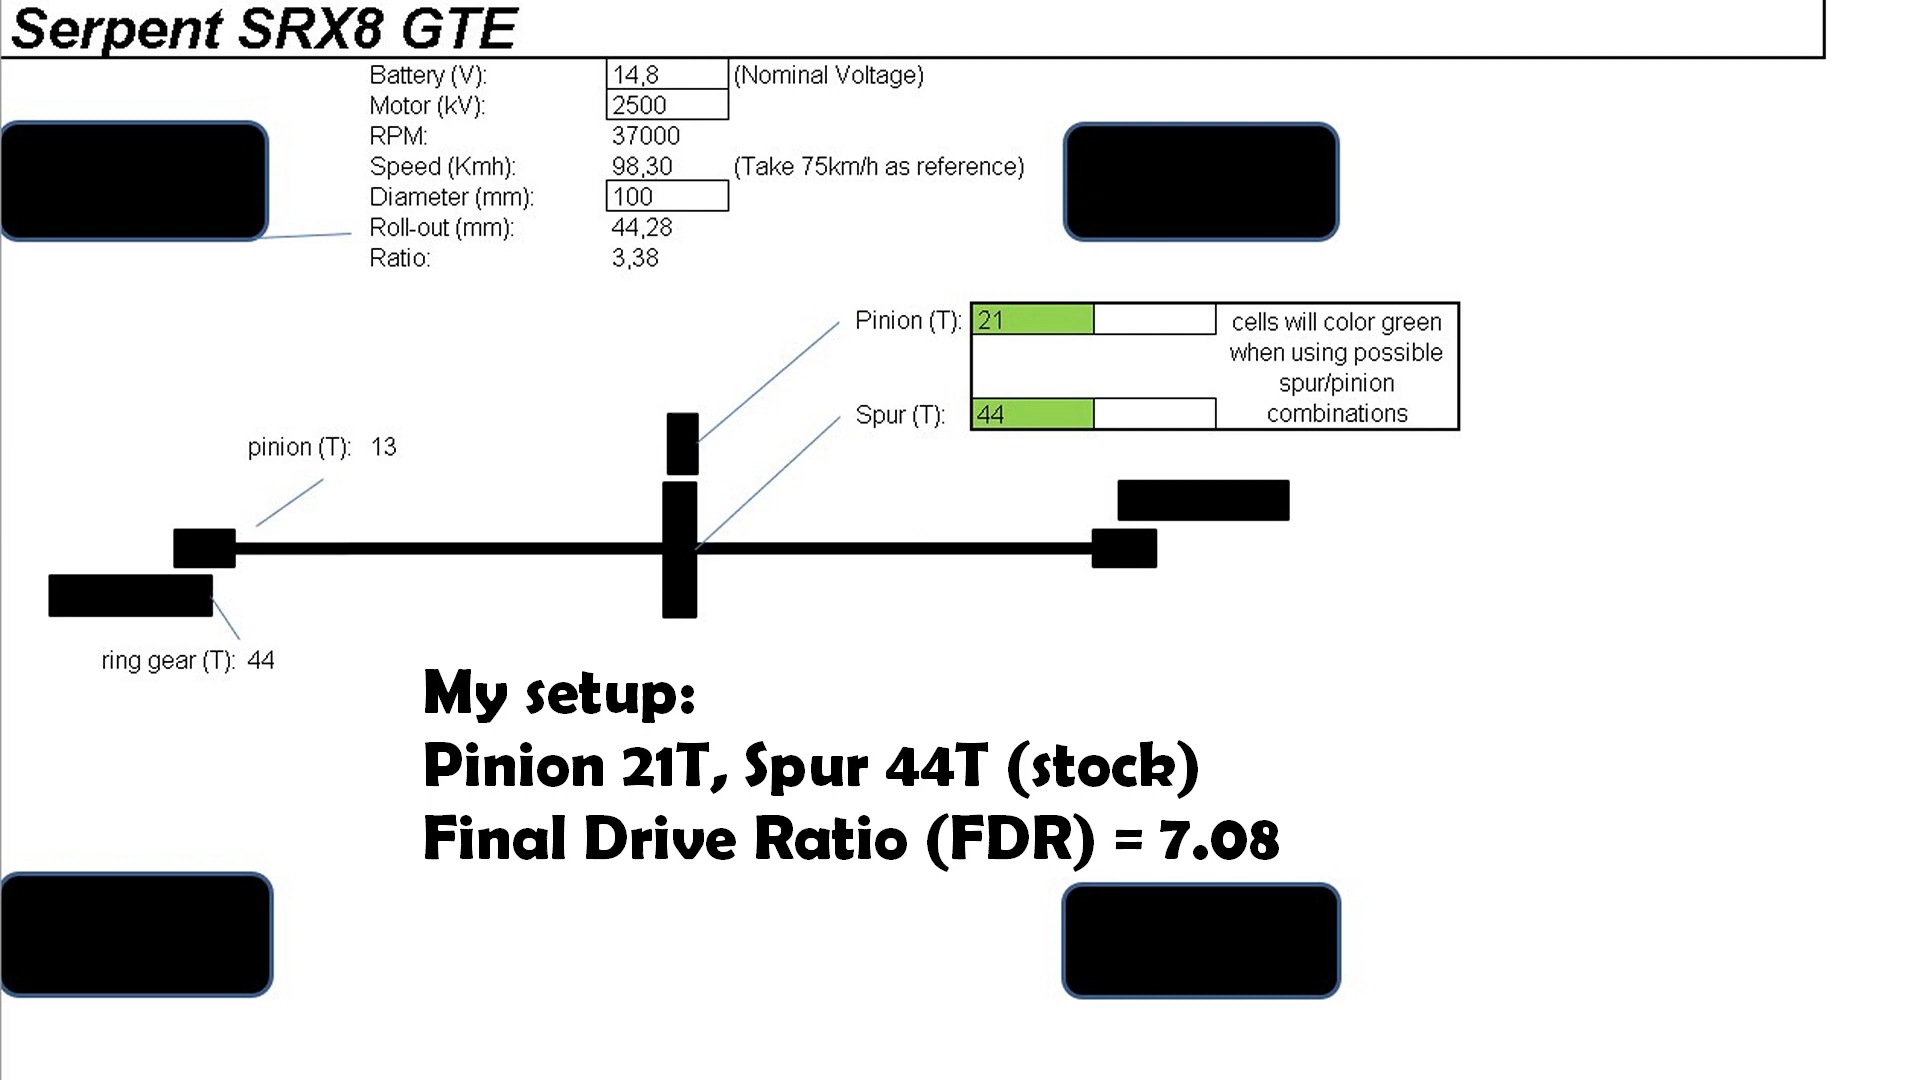 Serpent SRX8 GTE
Battery (V): 14,8 (Nominal Voltage)
Motor (kV): 2500
RPM: 37000
Speed (Kmh): 98,30 (Take 75km/h as reference)
Diameter (mm): 100
Roll-out (mm): 44,28
Ratio: 3,38
Pinion (T): 21
cells will color green
when using possible
spur/pinion
combinations
Spur (T): 44
pinion (T): 13
ring gear (T): 44
My setup:
Pinion 21T, Spur 44T (stock)
Final Drive Ratio (FDR) = 7.08